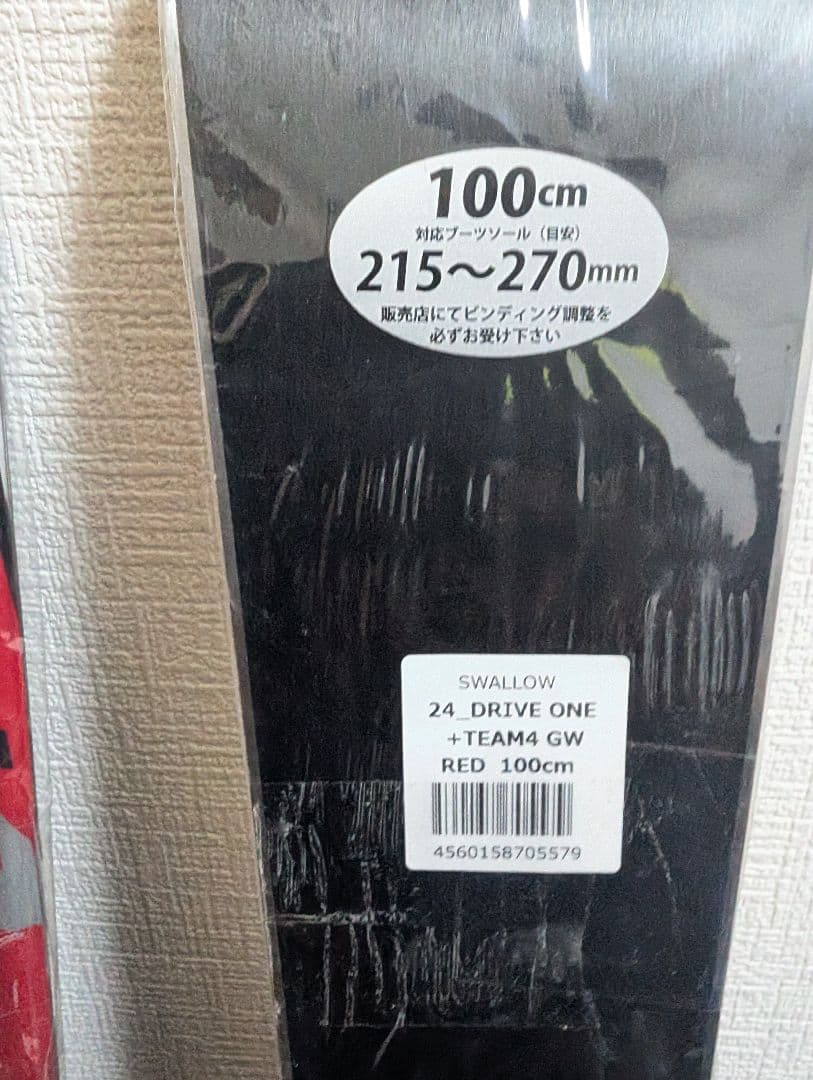 100cm
対応ブーツソール（目安）
215～270mm
販売店にてビンディング調整を
必ずお受け下さい
SWALLOW
24_DRIVE ONE
+TEAM4 GW
RED 100cm
4560158705579